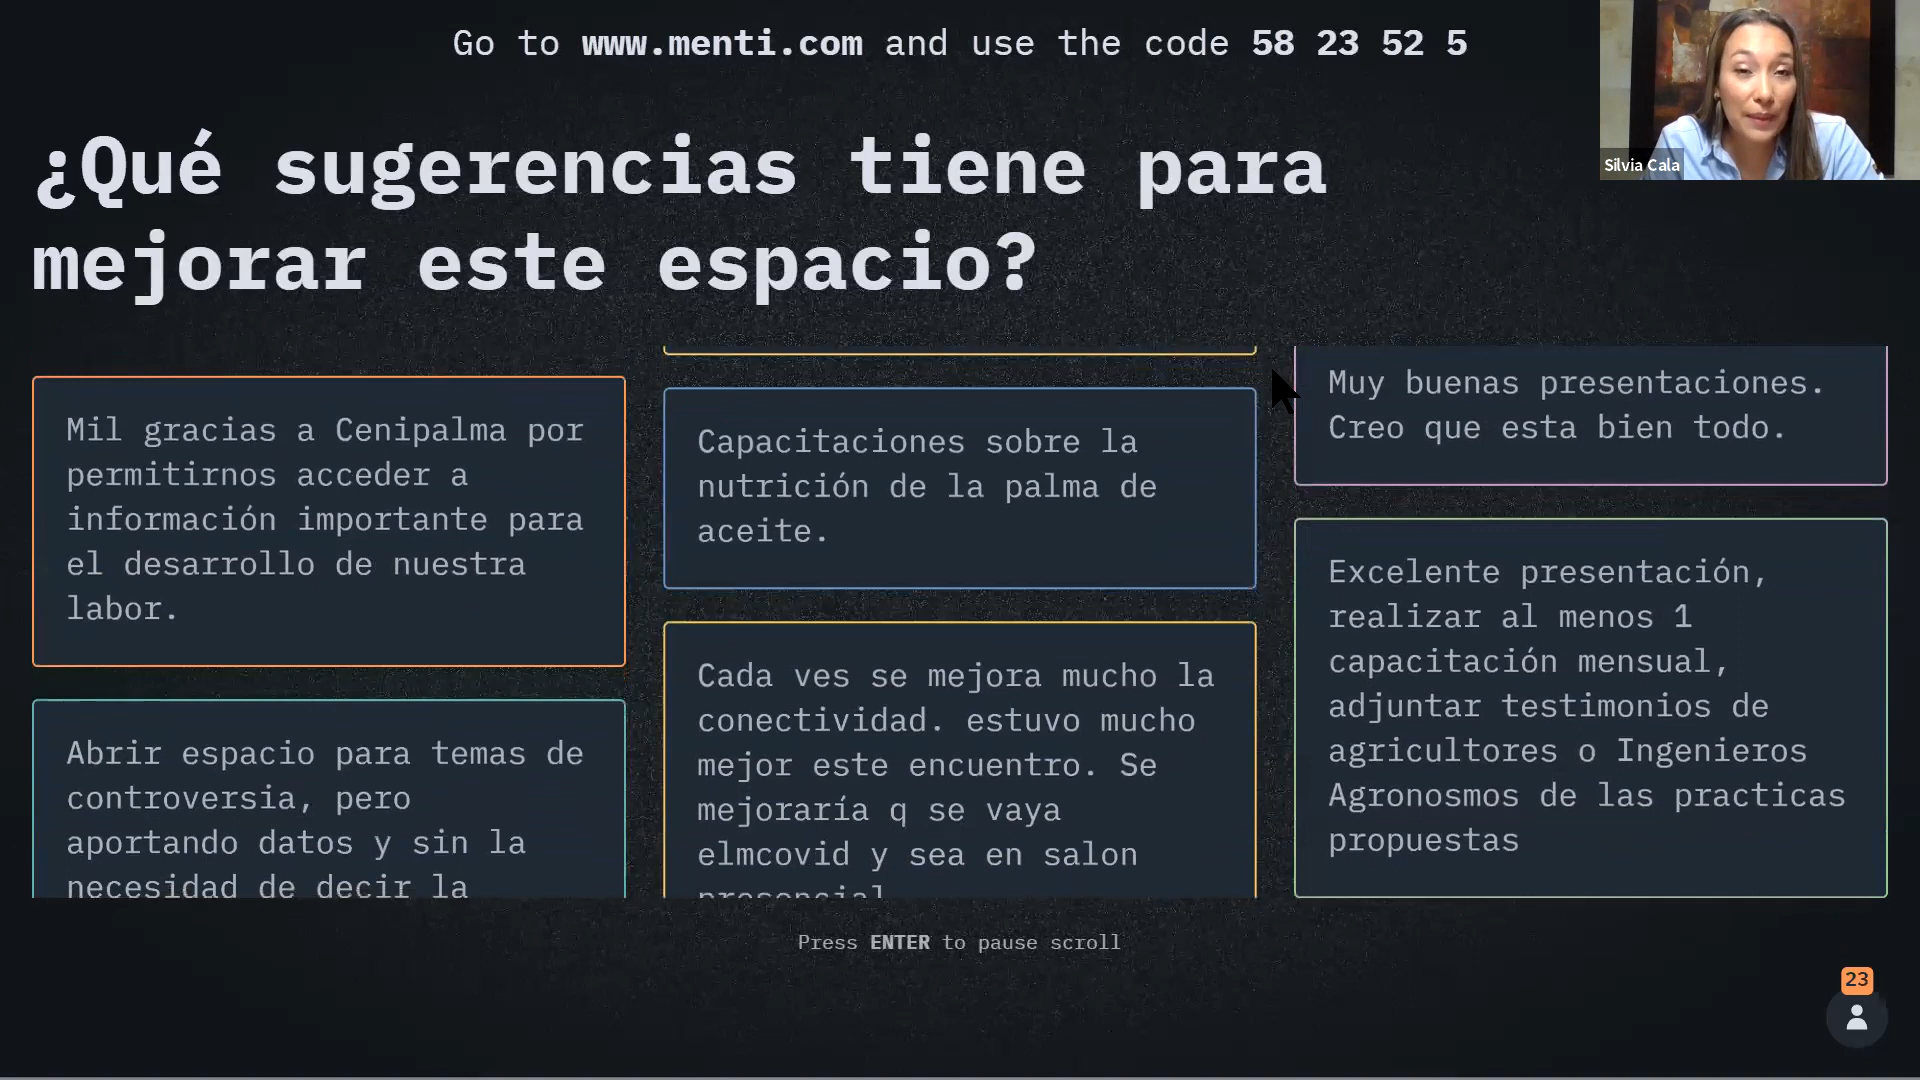 Go to www.menti.com and use the code 58 23 52 5
Silvia Cala
¿Qué sugerencias tiene para
mejorar este espacio?
Mil gracias a Cenipalma por
permitirnos acceder a
información importante para
el desarrollo de nuestra
labor.
Abrir espacio para temas de
controversia, pero
aportando datos y sin la
necesidad de decir la
Capacitaciones sobre la
nutrición de la palma de
aceite.
Cada ves se mejora mucho la
conectividad. estuvo mucho
mejor este encuentro. Se
mejoraría q se vaya
elmcovid y sea en salon
presencial
Muy buenas presentaciones.
Creo que esta bien todo.
Excelente presentación,
realizar al menos 1
capacitación mensual,
adjuntar testimonios de
agricultores o Ingenieros
Agronosmos de las practicas
propuestas
Press ENTER to pause scroll
23